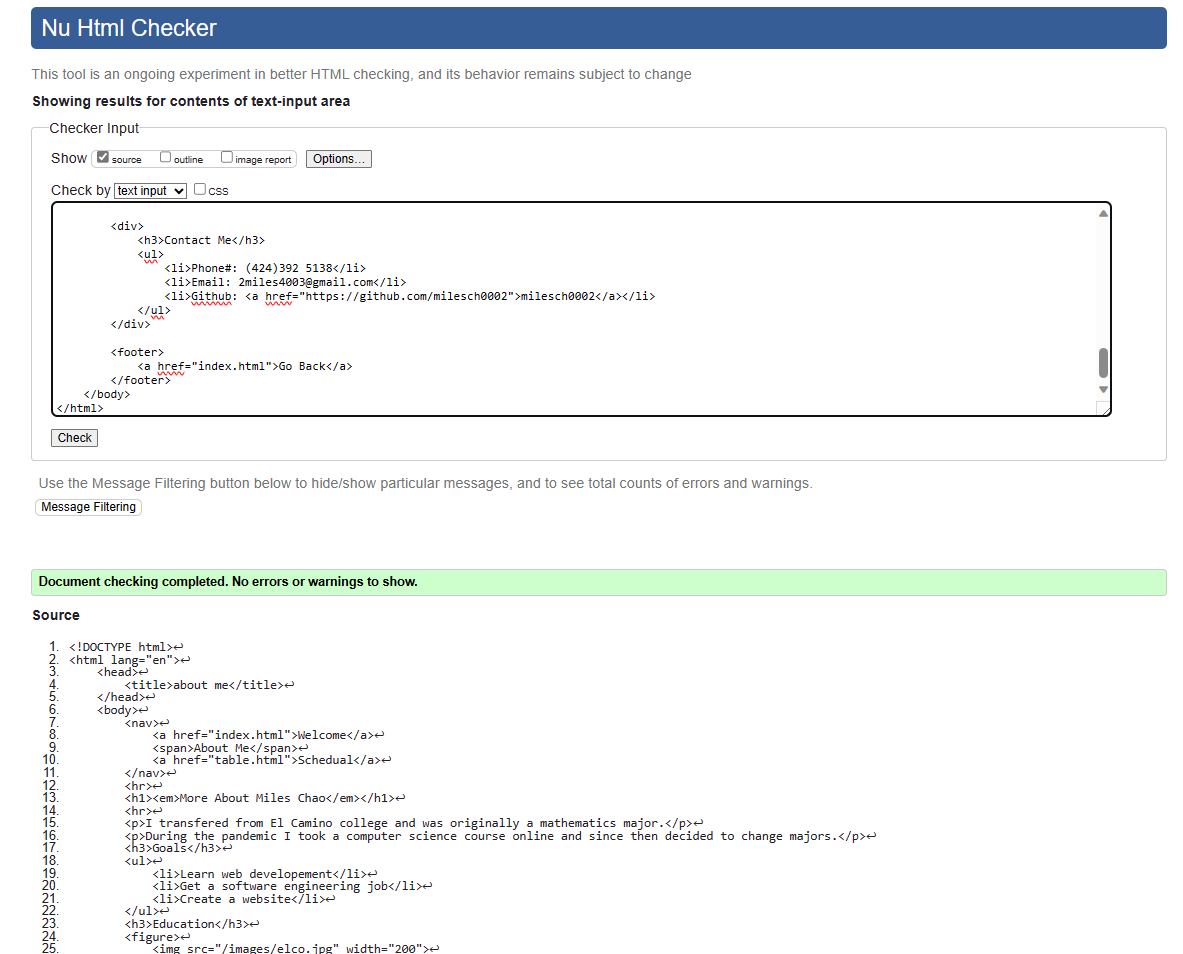 Nu Html Checker
This tool is an ongoing experiment in better HTML checking, and its behavior remains subject to change
Showing results for contents of text-input area
Checker Input
Show source outline image report Options...
Check by text input css
<div>
<h3>Contact Me</h3>
<ul>
<li>Phone#: (424)392 5138</li>
<li>Email: 2miles4003@gmail.com</li>
<li>Github: <a href="https://github.com/milesch0002">milesch0002</a></li>
</ul>
</div>
<footer>
<a href="index.html">Go Back</a>
</footer>
</body>
</html>
Check
Use the Message Filtering button below to hide/show particular messages, and to see total counts of errors and warnings.
Message Filtering
Document checking completed. No errors or warnings to show.
Source
1. <!DOCTYPE html>↩
2. <html lang="en">↩
3. <head>↩
4. <title>about me</title>↩
5. </head>↩
6. <body>↩
7. <nav>↩
8. <a href="index.html">Welcome</a>↩
9. <span>About Me</span>↩
10. <a href="table.html">Schedual</a>↩
11. </nav>↩
12. <hr>↩
13. <h1><em>More About Miles Chao</em></h1>↩
14. <hr>↩
15. <p>I transfered from El Camino college and was originally a mathematics major.</p>↩
16. <p>During the pandemic I took a computer science course online and since then decided to change majors.</p>↩
17. <h3>Goals</h3>↩
18. <ul>↩
19. <li>Learn web developement</li>↩
20. <li>Get a software engineering job</li>↩
21. <li>Create a website</li>↩
22. </ul>↩
23. <h3>Education</h3>↩
24. <figure>↩
25. <img src="/images/elco.jpg" width="200">↩